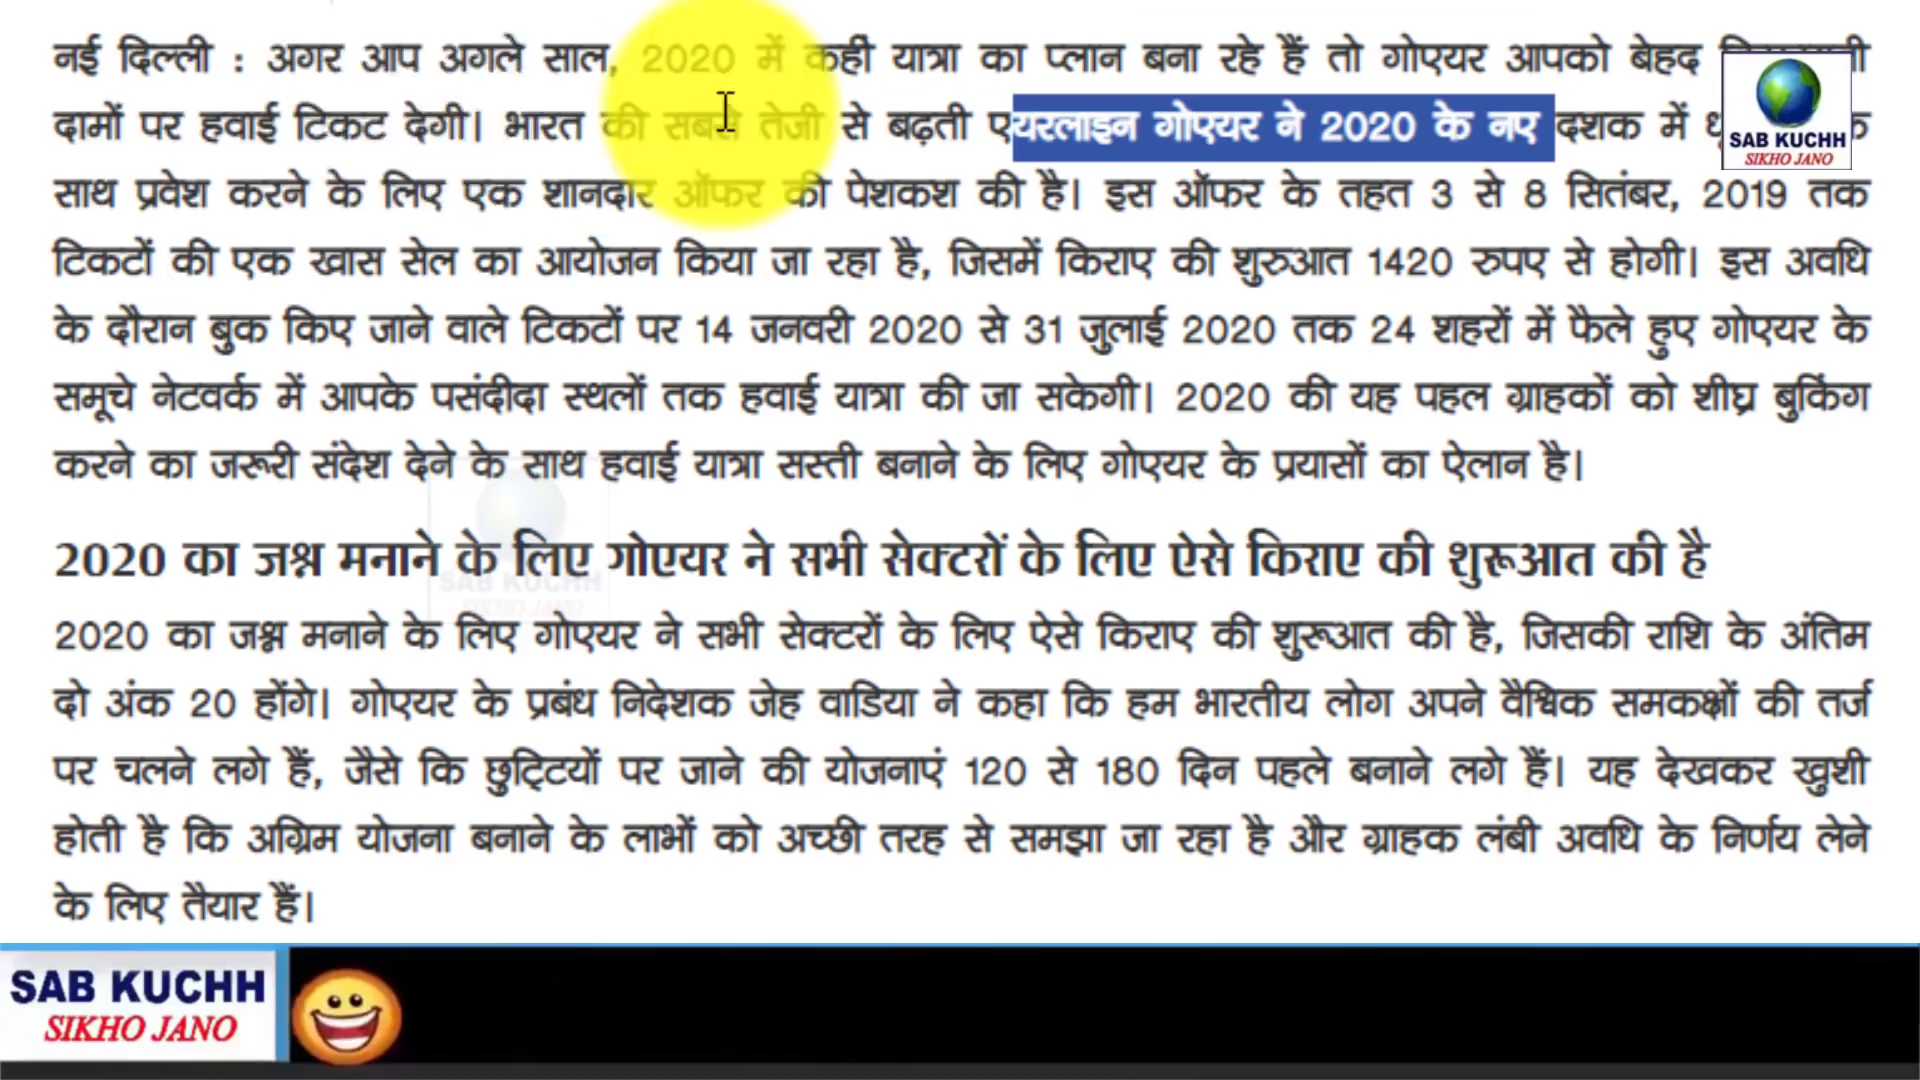 नई दिल्ली : अगर आप अगले साल, 2020 में कहीं यात्रा का प्लान बना रहे हैं तो गोएयर आपको बेहद
दामों पर हवाई टिकट देगी। भारत की सबसे तेजी से बढ़ती एयरलाइन गोएयर ने 2020 के नए दशक में
साथ प्रवेश करने के लिए एक शानदार ऑफर की पेशकश की है। इस ऑफर के तहत 3 से 8 सितंबर, 2019 तक
टिकटों की एक खास सेल का आयोजन किया जा रहा है, जिसमें किराए की शुरुआत 1420 रुपए से होगी। इस अवधि
के दौरान बुक किए जाने वाले टिकटों पर 14 जनवरी 2020 से 31 जुलाई 2020 तक 24 शहरों में फैले हुए गोएयर के
समूचे नेटवर्क में आपके पसंदीदा स्थलों तक हवाई यात्रा की जा सकेगी। 2020 की यह पहल ग्राहकों को शीघ्र बुकिंग
करने का जरूरी संदेश देने के साथ हवाई यात्रा सस्ती बनाने के लिए गोएयर के प्रयासों का ऐलान है।
2020 का जश्न मनाने के लिए गोएयर ने सभी सेक्टरों के लिए ऐसे किराए की शुरूआत की है
2020 का जश्न मनाने के लिए गोएयर ने सभी सेक्टरों के लिए ऐसे किराए की शुरूआत की है, जिसकी राशि के अंतिम
दो अंक 20 होंगे। गोएयर के प्रबंध निदेशक जेह वाडिया ने कहा कि हम भारतीय लोग अपने वैश्विक समकक्षों की तर्ज
पर चलने लगे हैं, जैसे कि छुट्टियों पर जाने की योजनाएं 120 से 180 दिन पहले बनाने लगे हैं। यह देखकर खुशी
होती है कि अग्रिम योजना बनाने के लाभों को अच्छी तरह से समझा जा रहा है और ग्राहक लंबी अवधि के निर्णय लेने
के लिए तैयार हैं।
SAB KUCHH
SIKHO JANO
SAB KUCHH
SIKHO JANO
SAB KUCHH
SIKHO JANO